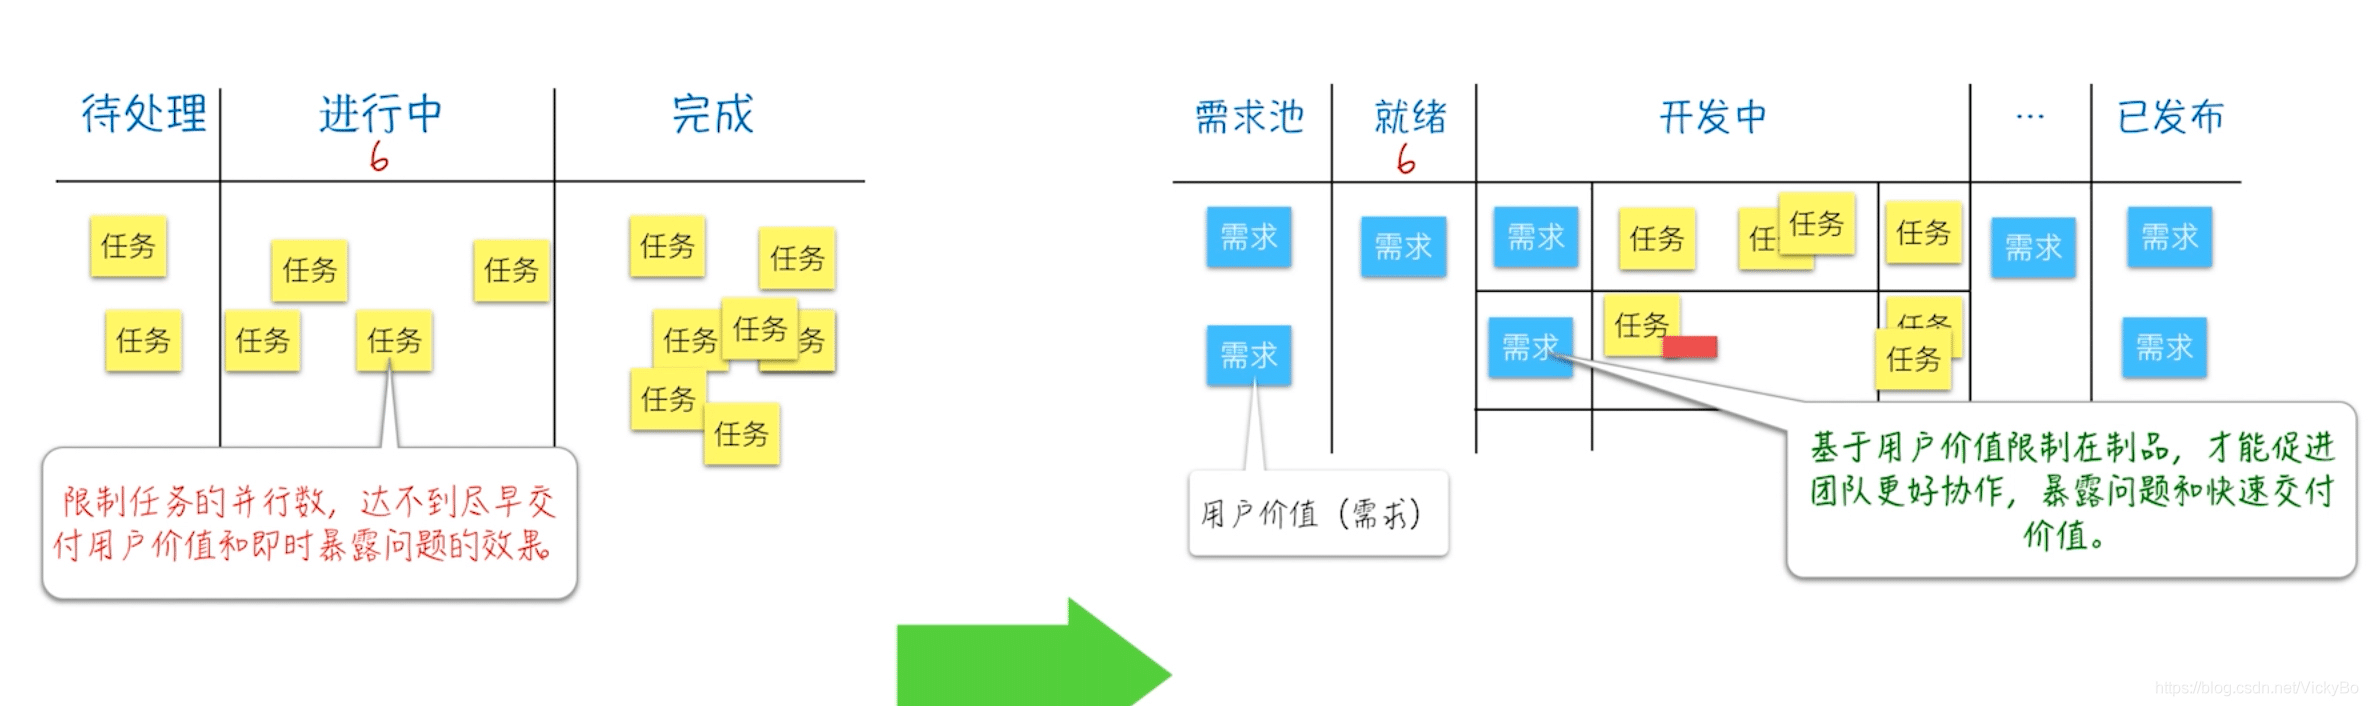 待处理
进行中
6
完成
任务
任务
任务
任务
任务
任务
任务
任务
任务
任务
务
任务
任务
限制任务的并行数，达不到尽早交
付用户价值和即时暴露问题的效果。
需求池
就绪
6
开发中
...
已发布
需求
需求
需求
需求
任务
任
任务
任务
需求
任务
任务
任务
需求
需求
需求
用户价值（需求）
基于用户价值限制在制品，才能促进
团队更好协作，暴露问题和快速交付
价值。
https://blog.csdn.net/VickyBo